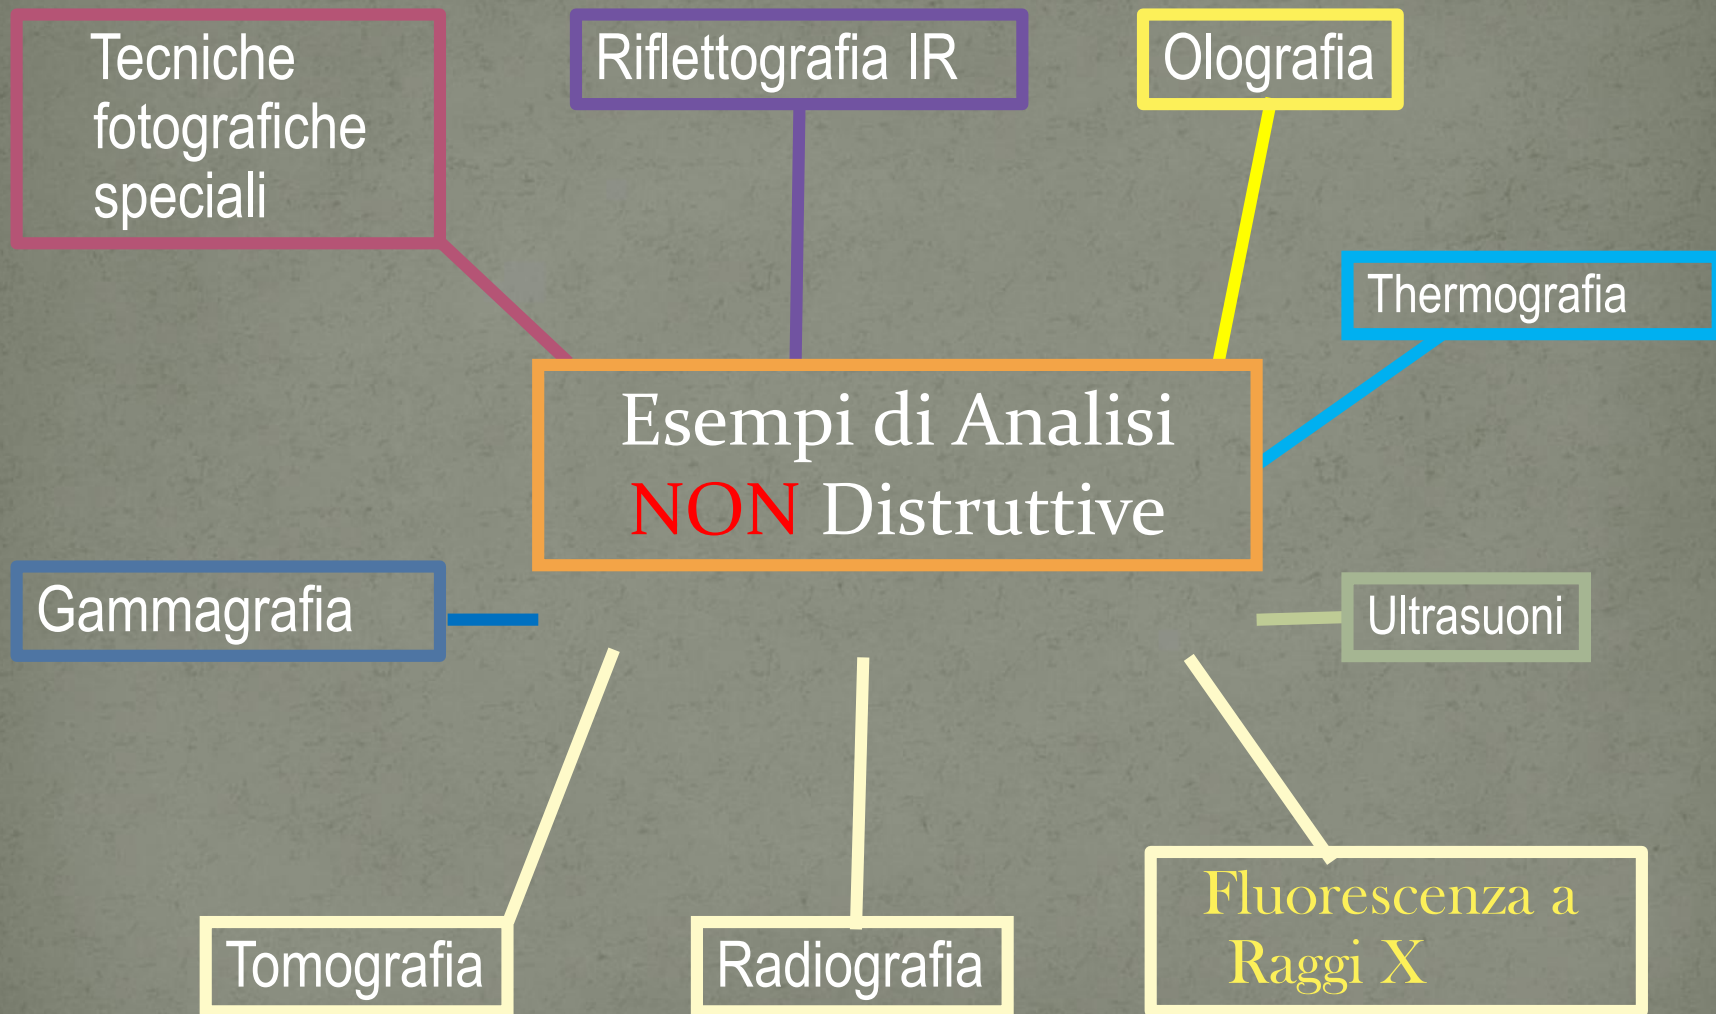 Tecniche
fotografiche
speciali
Riflettografia IR
Olografia
Thermografia
Esempi di Analisi
NON Distruttive
Gammagrafia
Ultrasuoni
Tomografia
Radiografia
Fluorescenza a
Raggi X